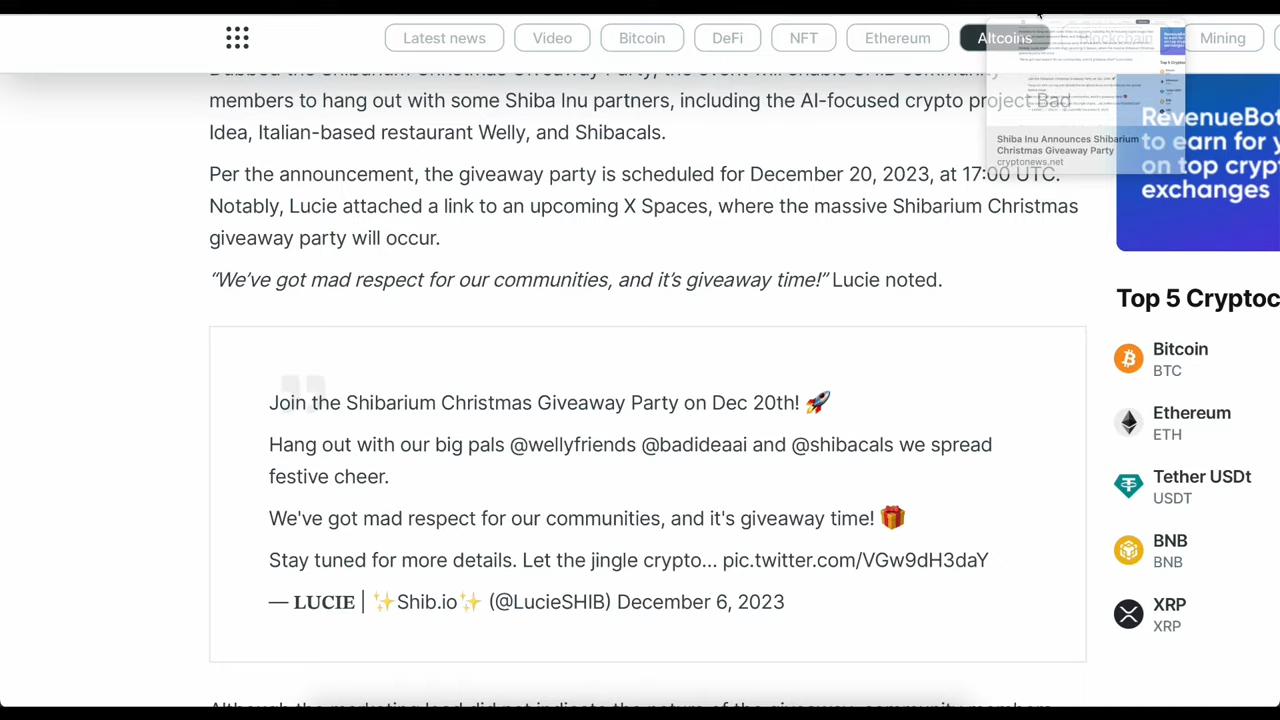 Latest news
Video
Bitcoin
DeFi
NFT
Ethereum
Altcoins
Blockchain
Mining
members to hang out with some Shiba Inu partners, including the AI-focused crypto project Bad
Idea, Italian-based restaurant Welly, and Shibacals.
Per the announcement, the giveaway party is scheduled for December 20, 2023, at 17:00 UTC.
Notably, Lucie attached a link to an upcoming X Spaces, where the massive Shibarium Christmas
giveaway party will occur.
“We’ve got mad respect for our communities, and it’s giveaway time!” Lucie noted.
Join the Shibarium Christmas Giveaway Party on Dec 20th! 🚀
Hang out with our big pals @wellyfriends @badideaai and @shibacals we spread
festive cheer.
We've got mad respect for our communities, and it's giveaway time! 🎁
Stay tuned for more details. Let the jingle crypto... pic.twitter.com/VGw9dH3daY
— 𝐋𝐔𝐂𝐈𝐄 | ✨Shib.io✨ (@LucieSHIB) December 6, 2023
Shiba Inu Announces Shibarium
Christmas Giveaway Party
cryptonews.net
RevenueBot
to earn for y
on top cryp
exchanges
Top 5 Cryptoc
Bitcoin
BTC
Ethereum
ETH
Tether USDt
USDT
BNB
BNB
XRP
XRP